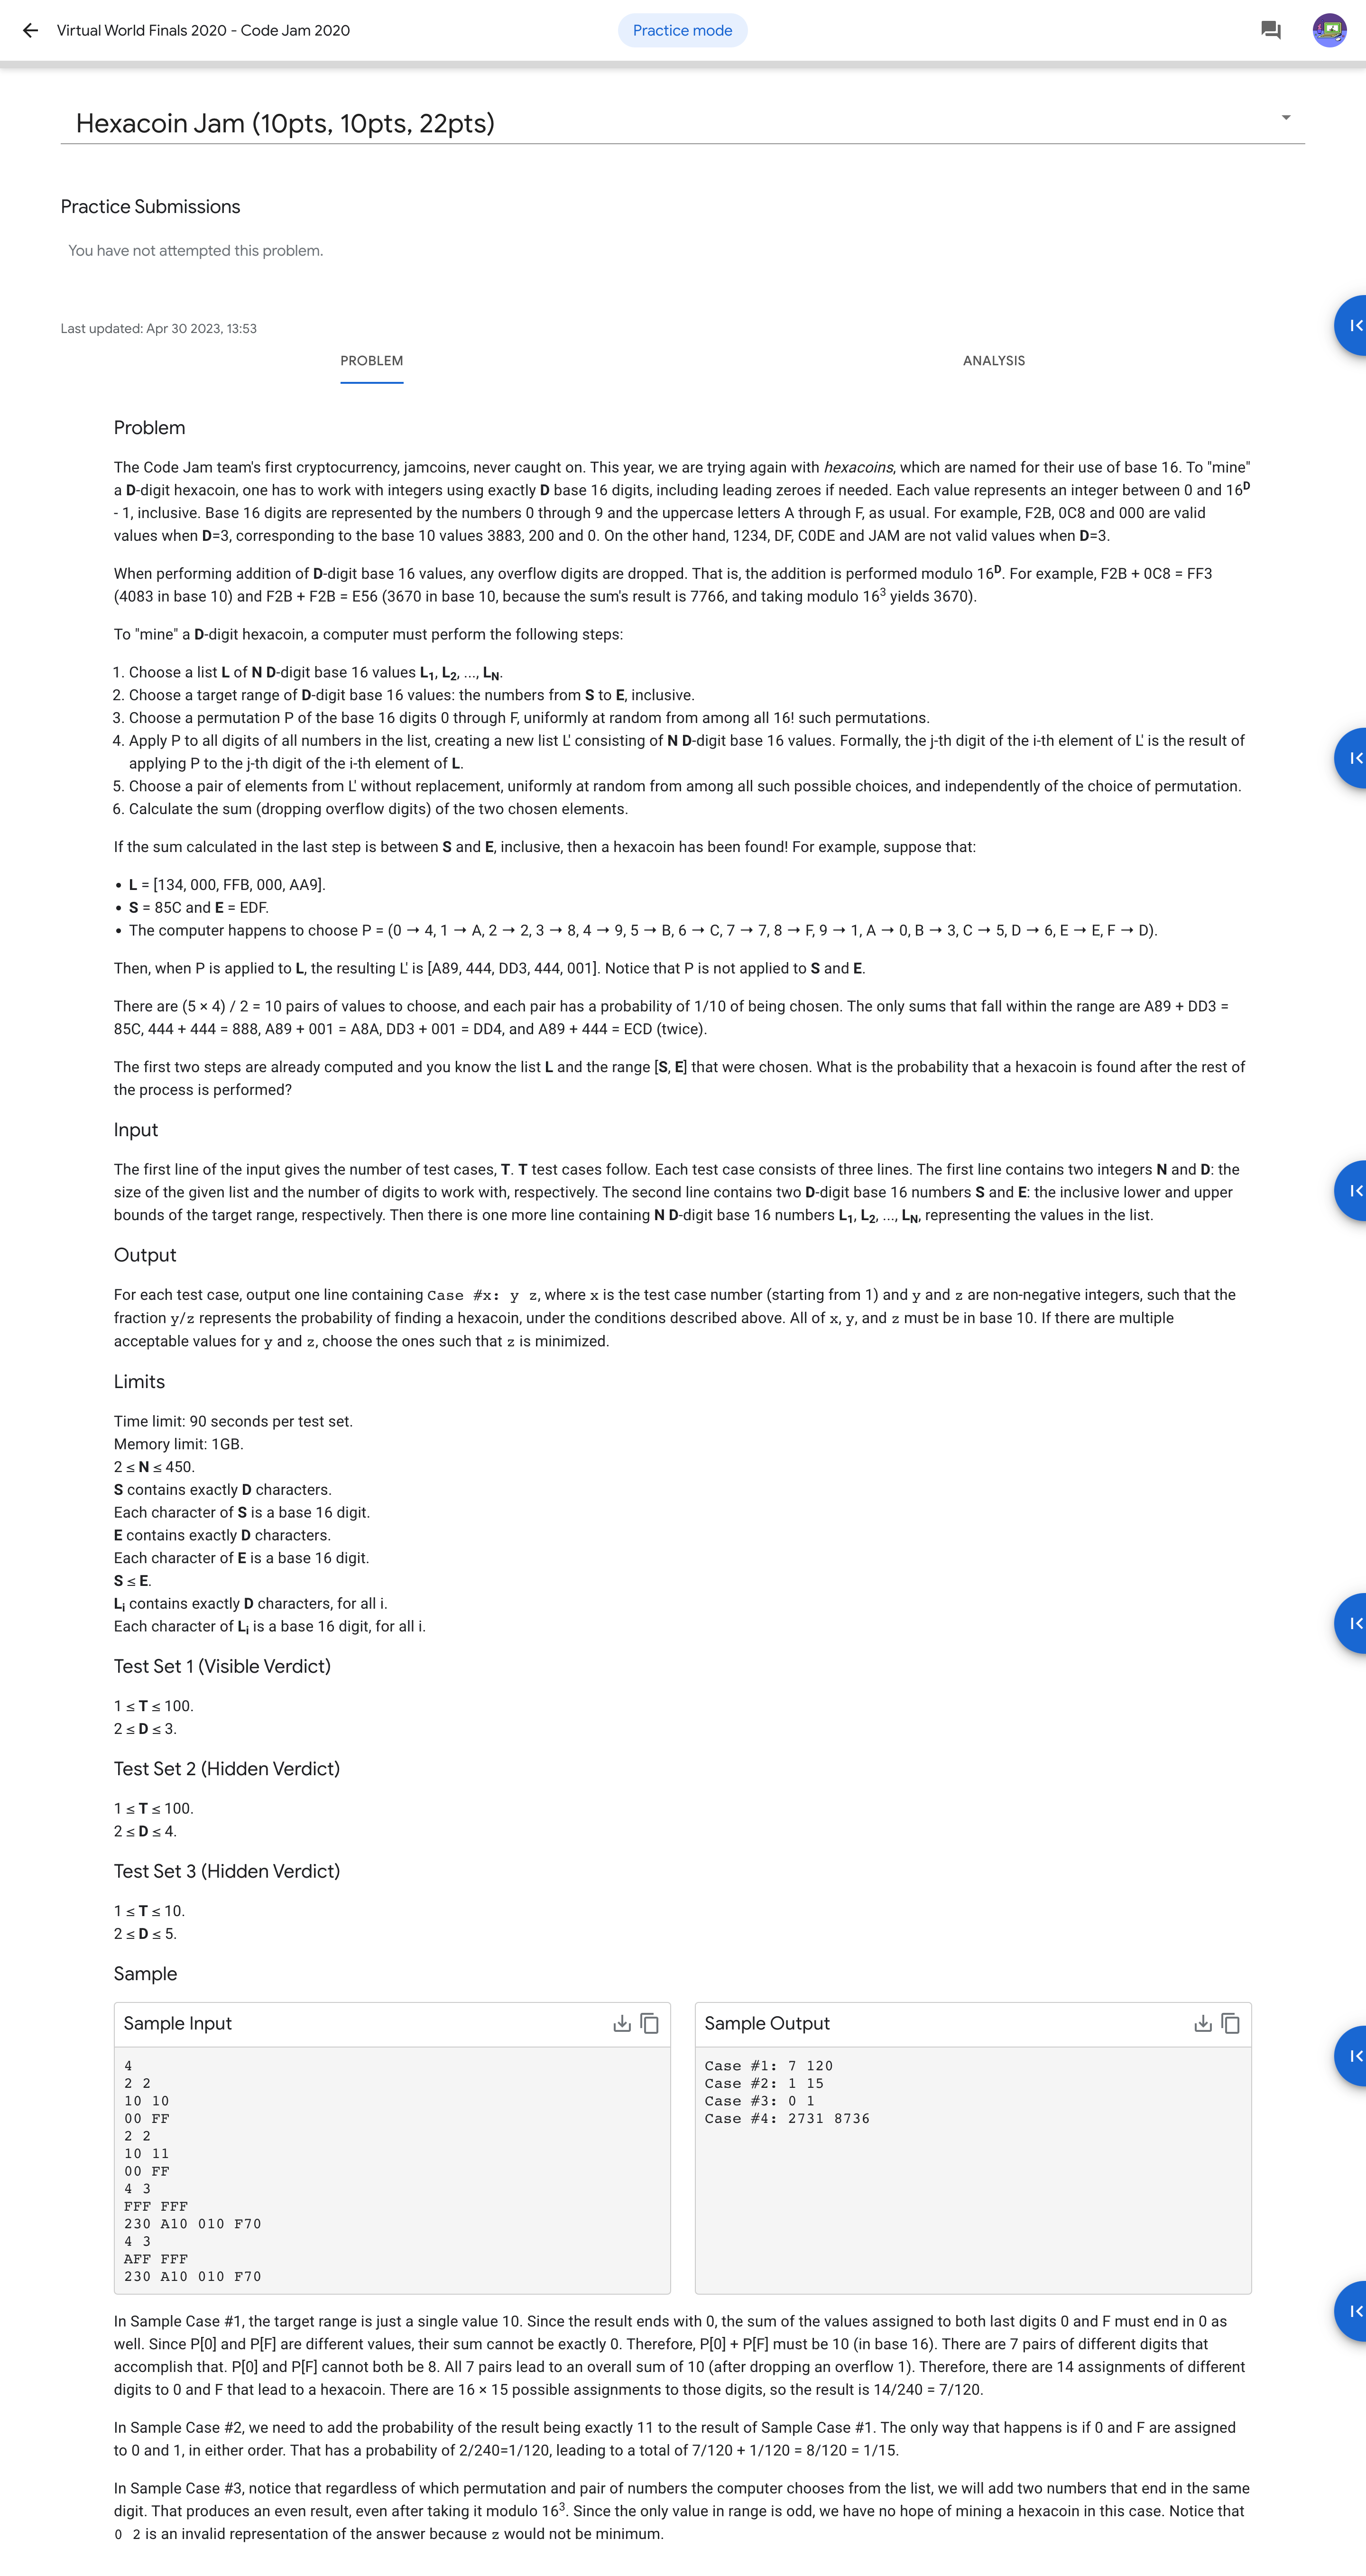 Virtual World Finals 2020 - Code Jam 2020
Practice mode
Hexacoin Jam (10pts, 10pts, 22pts)
Practice Submissions
You have not attempted this problem.
Last updated: Apr 30 2023, 13:53
PROBLEM
ANALYSIS
Problem
The Code Jam team's first cryptocurrency, jamcoins, never caught on. This year, we are trying again with hexacoins, which are named for their use of base 16. To "mine"
a D-digit hexacoin, one has to work with integers using exactly D base 16 digits, including leading zeroes if needed. Each value represents an integer between 0 and 16^D
- 1, inclusive. Base 16 digits are represented by the numbers 0 through 9 and the uppercase letters A through F, as usual. For example, F2B, 0C8 and 000 are valid
values when D=3, corresponding to the base 10 values 3883, 200 and 0. On the other hand, 1234, DF, C0DE and JAM are not valid values when D=3.
When performing addition of D-digit base 16 values, any overflow digits are dropped. That is, the addition is performed modulo 16^D. For example, F2B + 0C8 = FF3
(4083 in base 10) and F2B + F2B = E56 (3670 in base 10, because the sum's result is 7766, and taking modulo 16^3 yields 3670).
To "mine" a D-digit hexacoin, a computer must perform the following steps:
1. Choose a list L of N D-digit base 16 values L1, L2, ..., LN.
2. Choose a target range of D-digit base 16 values: the numbers from S to E, inclusive.
3. Choose a permutation P of the base 16 digits 0 through F, uniformly at random from among all 16! such permutations.
4. Apply P to all digits of all numbers in the list, creating a new list L' consisting of N D-digit base 16 values. Formally, the j-th digit of the i-th element of L' is the result of
applying P to the j-th digit of the i-th element of L.
5. Choose a pair of elements from L' without replacement, uniformly at random from among all such possible choices, and independently of the choice of permutation.
6. Calculate the sum (dropping overflow digits) of the two chosen elements.
If the sum calculated in the last step is between S and E, inclusive, then a hexacoin has been found! For example, suppose that:
• L = [134, 000, FFB, 000, AA9].
• S = 85C and E = EDF.
• The computer happens to choose P = (0 → 4, 1 → A, 2 → 2, 3 → 8, 4 → 9, 5 → B, 6 → C, 7 → 7, 8 → F, 9 → 1, A → 0, B → 3, C → 5, D → 6, E → E, F → D).
Then, when P is applied to L, the resulting L' is [A89, 444, DD3, 444, 001]. Notice that P is not applied to S and E.
There are (5 × 4) / 2 = 10 pairs of values to choose, and each pair has a probability of 1/10 of being chosen. The only sums that fall within the range are A89 + DD3 =
85C, 444 + 444 = 888, A89 + 001 = A8A, DD3 + 001 = DD4, and A89 + 444 = ECD (twice).
The first two steps are already computed and you know the list L and the range [S, E] that were chosen. What is the probability that a hexacoin is found after the rest of
the process is performed?
Input
The first line of the input gives the number of test cases, T. T test cases follow. Each test case consists of three lines. The first line contains two integers N and D: the
size of the given list and the number of digits to work with, respectively. The second line contains two D-digit base 16 numbers S and E: the inclusive lower and upper
bounds of the target range, respectively. Then there is one more line containing N D-digit base 16 numbers L1, L2, ..., LN, representing the values in the list.
Output
For each test case, output one line containing Case #x: y z, where x is the test case number (starting from 1) and y and z are non-negative integers, such that the
fraction y/z represents the probability of finding a hexacoin, under the conditions described above. All of x, y, and z must be in base 10. If there are multiple
acceptable values for y and z, choose the ones such that z is minimized.
Limits
Time limit: 90 seconds per test set.
Memory limit: 1GB.
2 ≤ N ≤ 450.
S contains exactly D characters.
Each character of S is a base 16 digit.
E contains exactly D characters.
Each character of E is a base 16 digit.
S ≤ E.
Li contains exactly D characters, for all i.
Each character of Li is a base 16 digit, for all i.
Test Set 1 (Visible Verdict)
1 ≤ T ≤ 100.
2 ≤ D ≤ 3.
Test Set 2 (Hidden Verdict)
1 ≤ T ≤ 100.
2 ≤ D ≤ 4.
Test Set 3 (Hidden Verdict)
1 ≤ T ≤ 10.
2 ≤ D ≤ 5.
Sample
Sample Input
4
2 2
10 10
00 FF
2 2
10 11
00 FF
4 3
FFF FFF
230 A10 010 F70
4 3
AFF FFF
230 A10 010 F70
Sample Output
Case #1: 7 120
Case #2: 1 15
Case #3: 0 1
Case #4: 2731 8736
In Sample Case #1, the target range is just a single value 10. Since the result ends with 0, the sum of the values assigned to both last digits 0 and F must end in 0 as
well. Since P[0] and P[F] are different values, their sum cannot be exactly 0. Therefore, P[0] + P[F] must be 10 (in base 16). There are 7 pairs of different digits that
accomplish that. P[0] and P[F] cannot both be 8. All 7 pairs lead to an overall sum of 10 (after dropping an overflow 1). Therefore, there are 14 assignments of different
digits to 0 and F that lead to a hexacoin. There are 16 × 15 possible assignments to those digits, so the result is 14/240 = 7/120.
In Sample Case #2, we need to add the probability of the result being exactly 11 to the result of Sample Case #1. The only way that happens is if 0 and F are assigned
to 0 and 1, in either order. That has a probability of 2/240=1/120, leading to a total of 7/120 + 1/120 = 8/120 = 1/15.
In Sample Case #3, notice that regardless of which permutation and pair of numbers the computer chooses from the list, we will add two numbers that end in the same
digit. That produces an even result, even after taking it modulo 16^3. Since the only value in range is odd, we have no hope of mining a hexacoin in this case. Notice that
0 2 is an invalid representation of the answer because z would not be minimum.